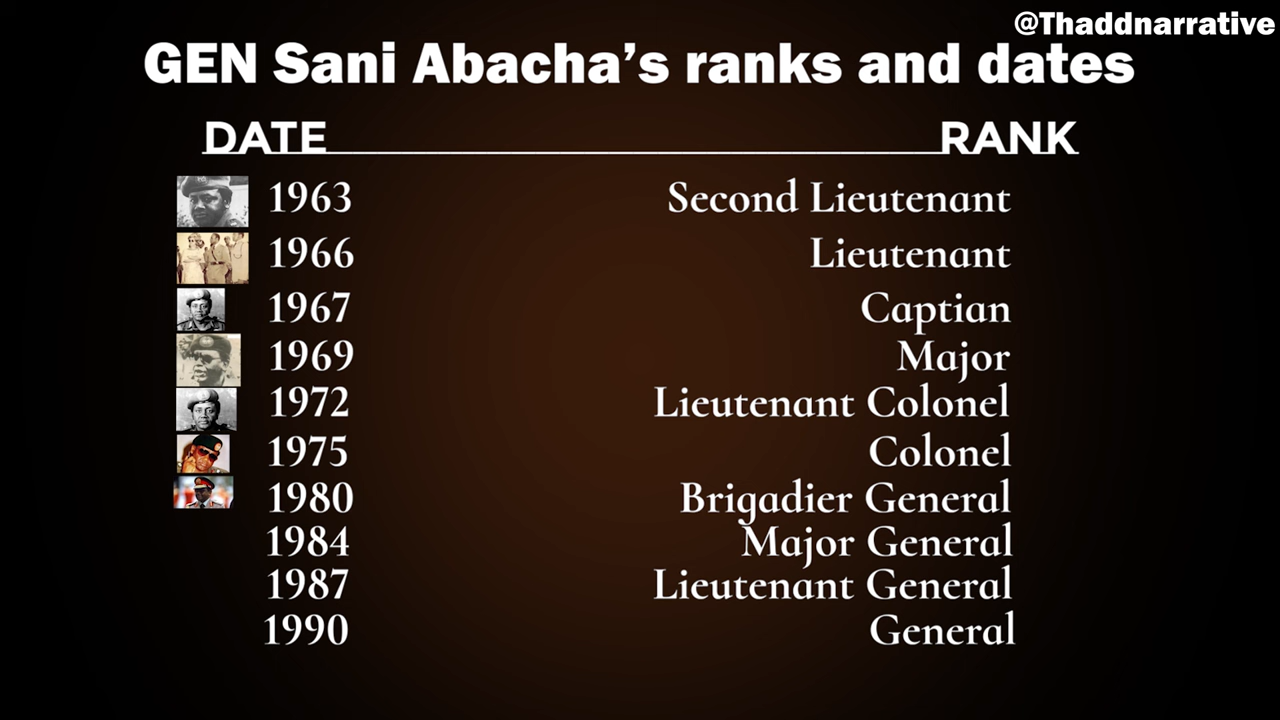 @Thaddnarrative
GEN Sani Abacha’s ranks and dates
DATE RANK
1963 Second Lieutenant
1966 Lieutenant
1967 Captian
1969 Major
1972 Lieutenant Colonel
1975 Colonel
1980 Brigadier General
1984 Major General
1987 Lieutenant General
1990 General